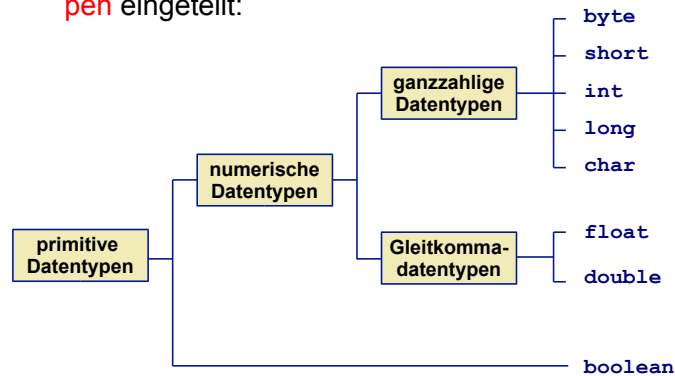 pen eingeteilt:
byte
short
ganzzahlige
Datentypen
int
long
char
numerische
Datentypen
float
Gleitkomma-
datentypen
double
primitive
Datentypen
boolean